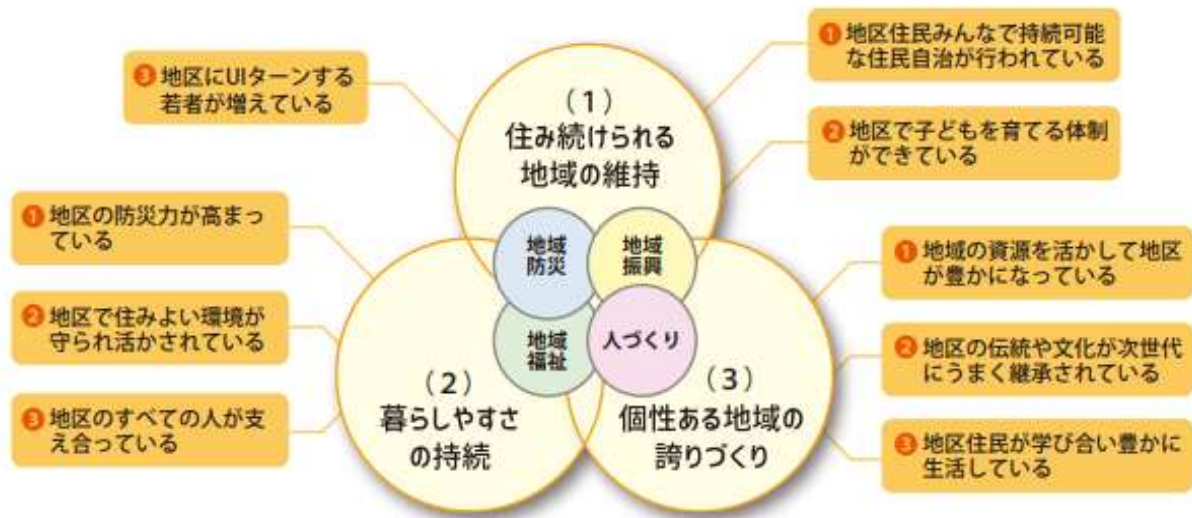 （1）
住み続けられる
地域の維持
❶ 地区住民みんなで持続可能
な住民自治が行われている
❷ 地区で子どもを育てる体制
ができている
❸ 地区にUIターンする
若者が増えている
地域
防災
地域
振興
地域
福祉
人づくり
（2）
暮らしやすさ
の持続
❶ 地区の防災力が高まっ
ている
❷ 地区で住みよい環境が
守られ活かされている
❸ 地区のすべての人が支
え合っている
（3）
個性ある地域の
誇りづくり
❶ 地域の資源を活かして地区
が豊かになっている
❷ 地区の伝統や文化が次世代
にうまく継承されている
❸ 地区住民が学び合い豊かに
生活している